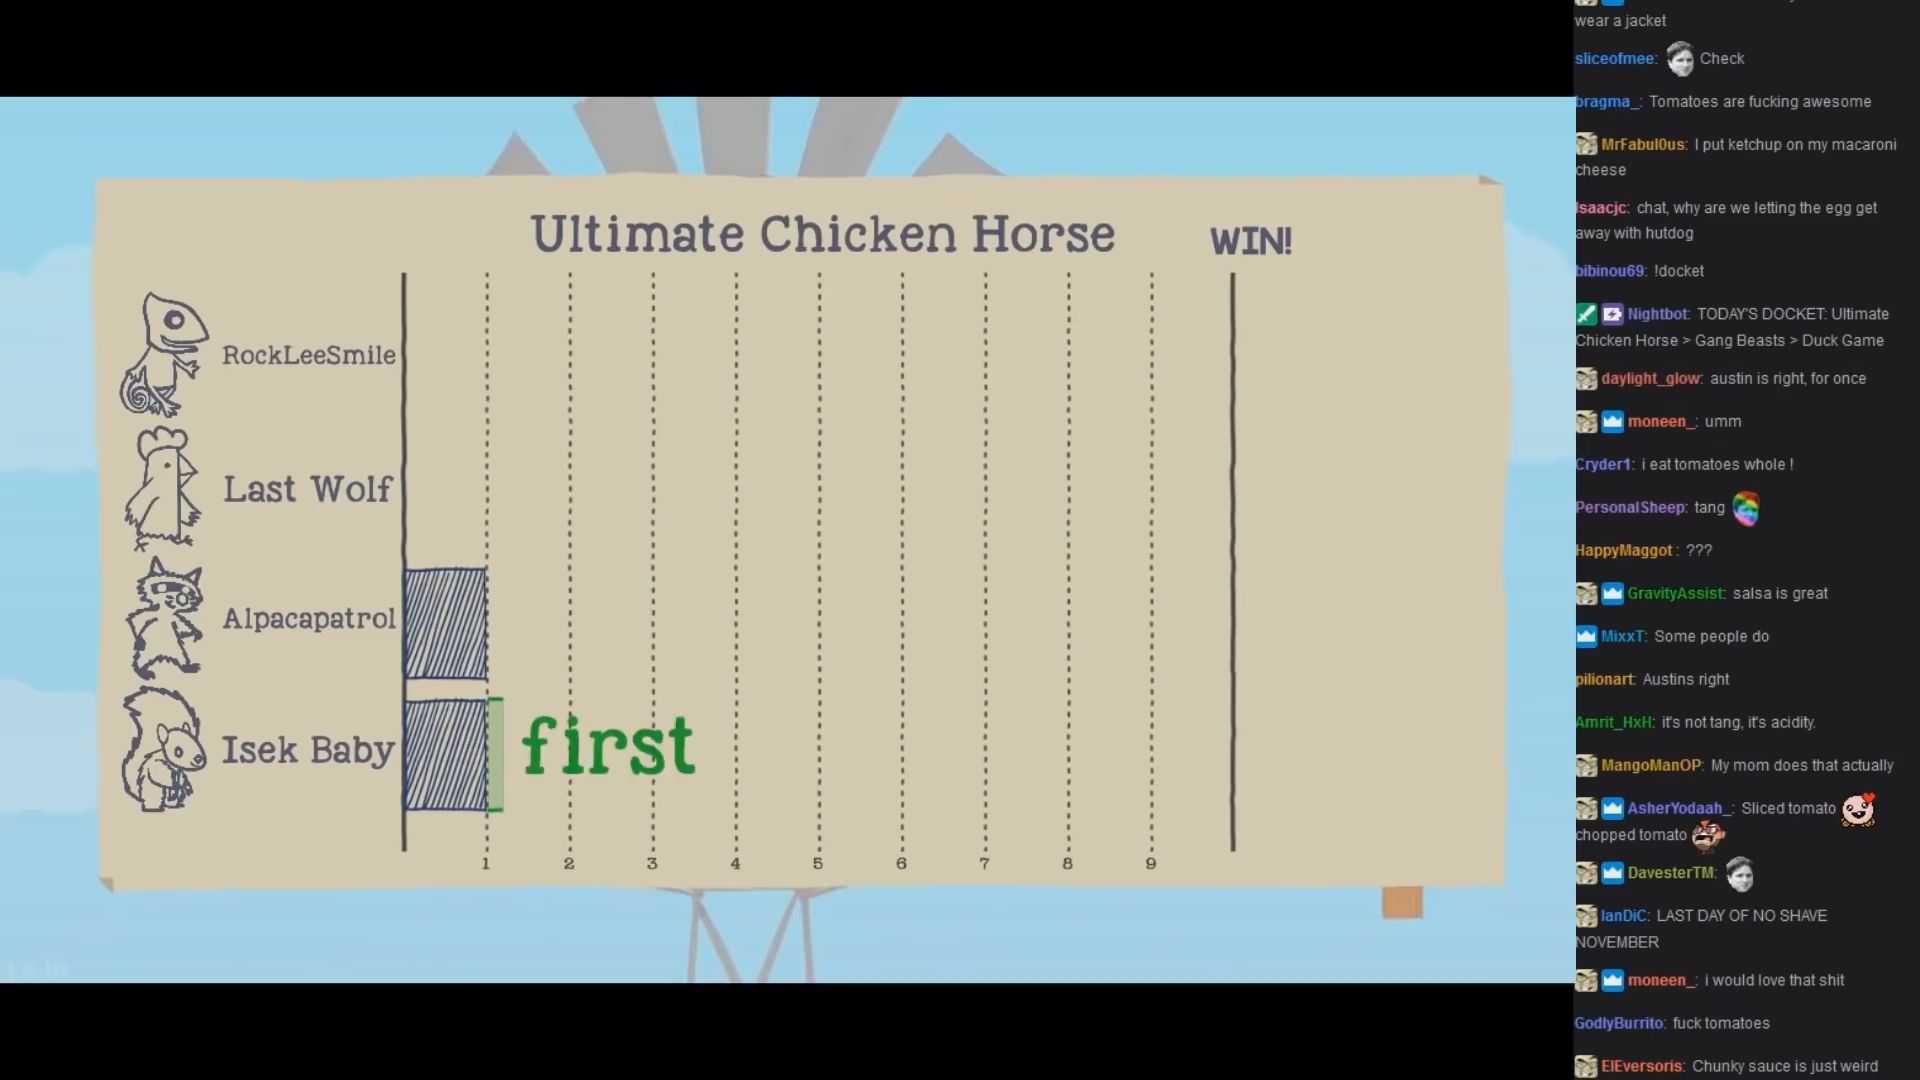 Ultimate Chicken Horse
WIN!
RockLeeSmile
Last Wolf
Alpacapatrol
Isek Baby
first
1 2 3 4 5 6 7 8 9
wear a jacket
sliceofmee: Check
bragma_: Tomatoes are fucking awesome
MrFabul0us: I put ketchup on my macaroni
cheese
Isaacjc: chat, why are we letting the egg get
away with hutdog
bibinou69: !docket
Nightbot: TODAY'S DOCKET: Ultimate
Chicken Horse > Gang Beasts > Duck Game
daylight_glow: austin is right, for once
moneen_: umm
Cryder1: i eat tomatoes whole !
PersonalSheep: tang
HappyMaggot : ???
GravityAssist: salsa is great
MixxT: Some people do
pilionart: Austins right
Amrit_HxH: it's not tang, it's acidity.
MangoManOP: My mom does that actually
AsherYodaah_: Sliced tomato
chopped tomato
DavesterTM:
IanDiC: LAST DAY OF NO SHAVE
NOVEMBER
moneen_: i would love that shit
GodlyBurrito: fuck tomatoes
ElEversoris: Chunky sauce is just weird